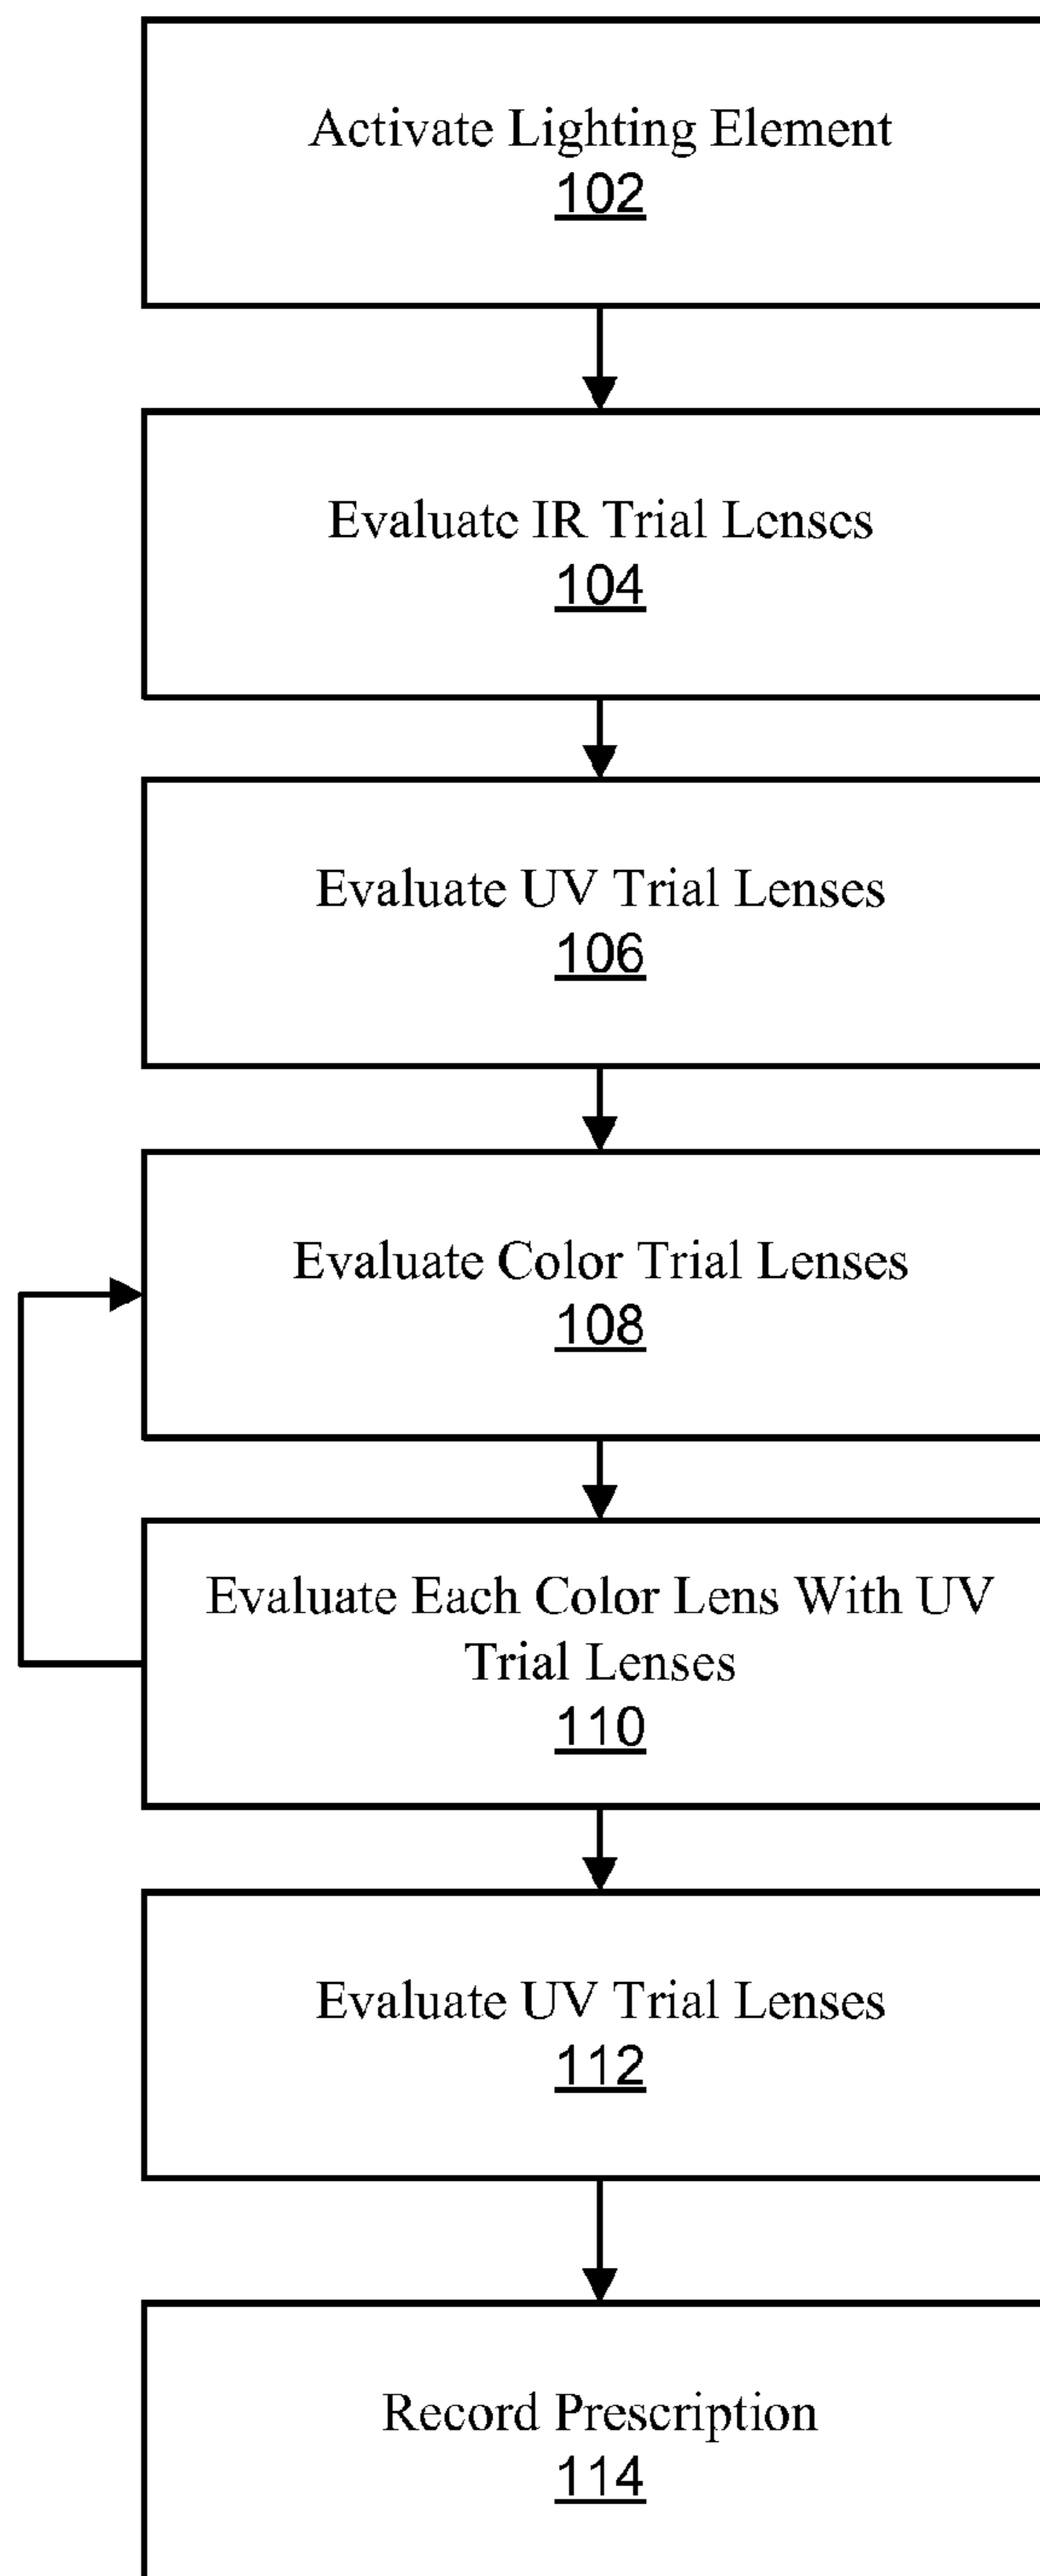 Activate Lighting Element
102
Evaluate IR Trial Lenses
104
Evaluate UV Trial Lenses
106
Evaluate Color Trial Lenses
108
Evaluate Each Color Lens With UV
Trial Lenses
110
Evaluate UV Trial Lenses
112
Record Prescription
114